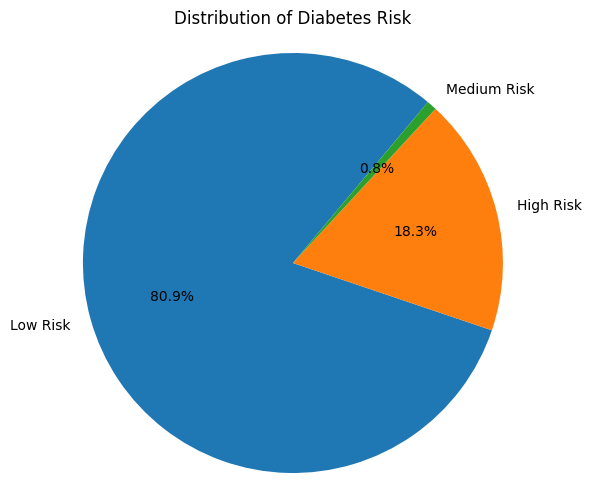 Distribution of Diabetes Risk
Medium Risk
0.8%
High Risk
18.3%
80.9%
Low Risk